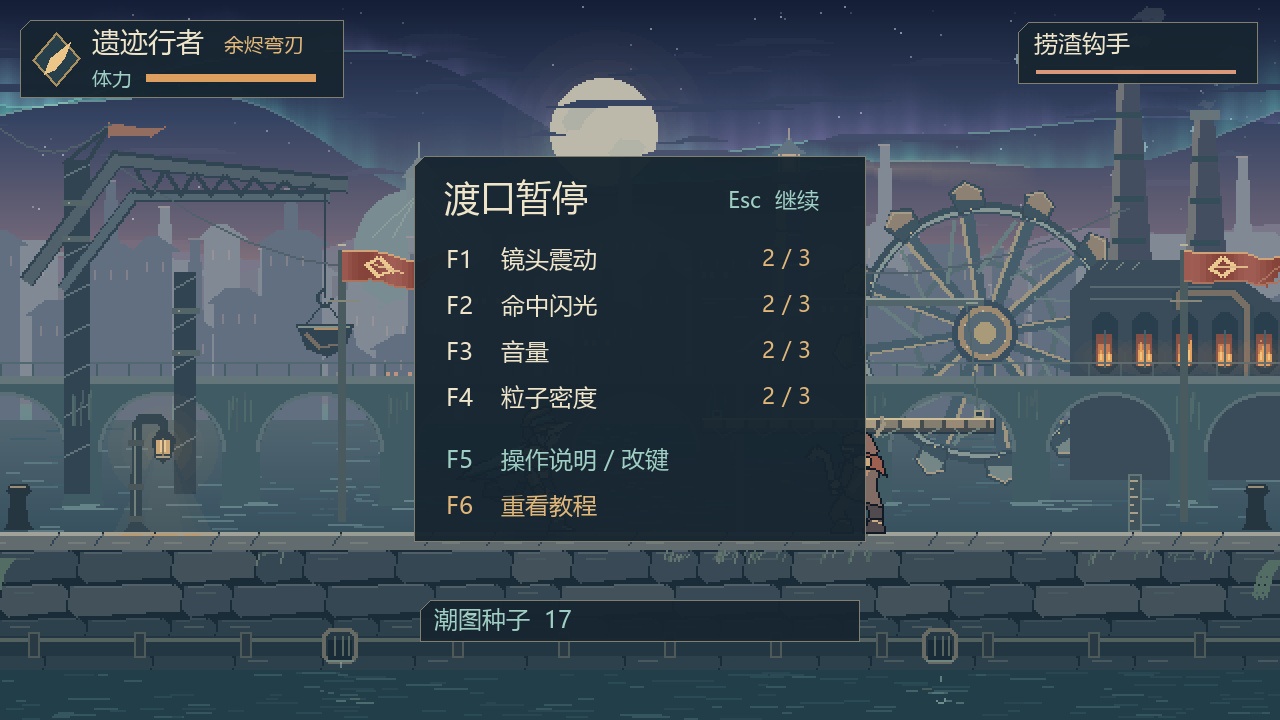 遗迹行者 余烬弯刃
体力
捞渣钩手
渡口暂停 Esc 继续
F1 镜头震动 2 / 3
F2 命中闪光 2 / 3
F3 音量 2 / 3
F4 粒子密度 2 / 3
F5 操作说明 / 改键
F6 重看教程
潮图种子 17